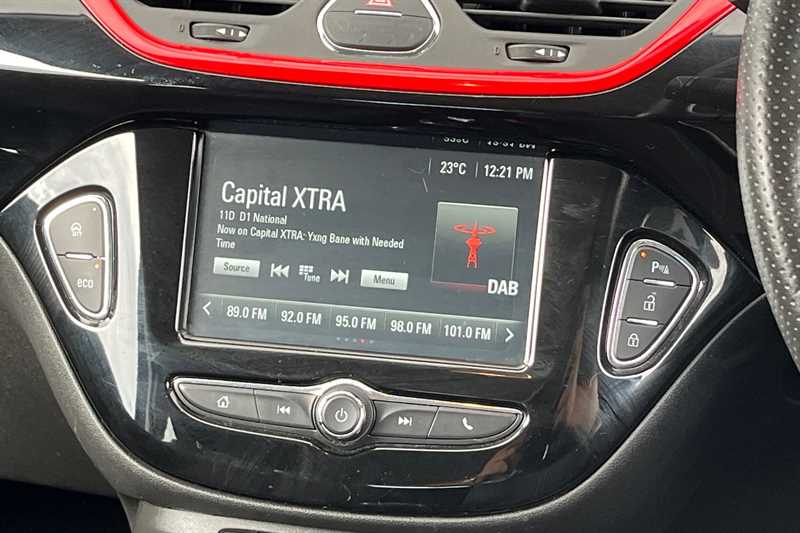 23°C 12:21 PM
Capital XTRA
11D D1 National
Now on Capital XTRA: Yxng Bane with Needed
Time
Source Tune Menu
DAB
89.0 FM 92.0 FM 95.0 FM 98.0 FM 101.0 FM
eco
P